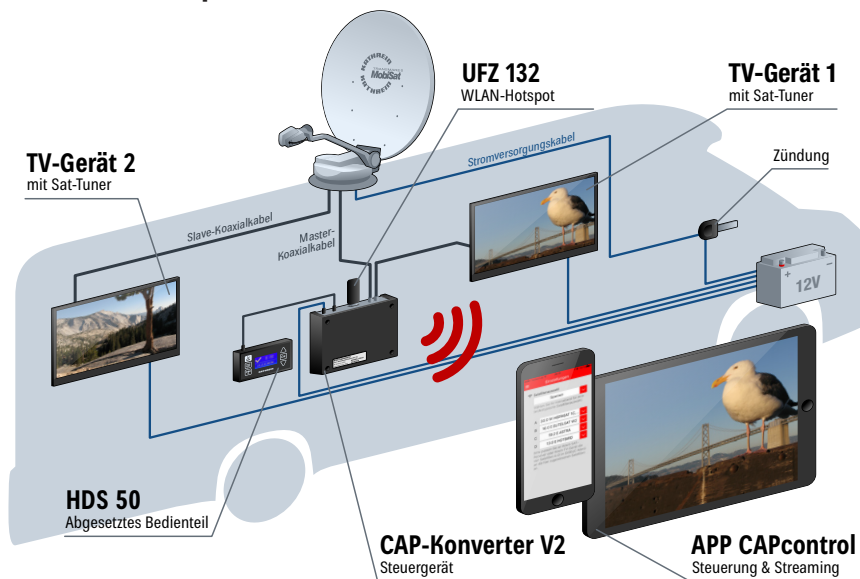 KATHREIN
MobiSat
KATHREIN
UFZ 132
WLAN-Hotspot
TV-Gerät 1
mit Sat-Tuner
TV-Gerät 2
mit Sat-Tuner
Stromversorgungskabel
Zündung
Slave-Koaxialkabel
Master-
Koaxialkabel
12V
HDS 50
Abgesetztes Bedienteil
CAP-Konverter V2
Steuergerät
APP CAPcontrol
Steuerung & Streaming